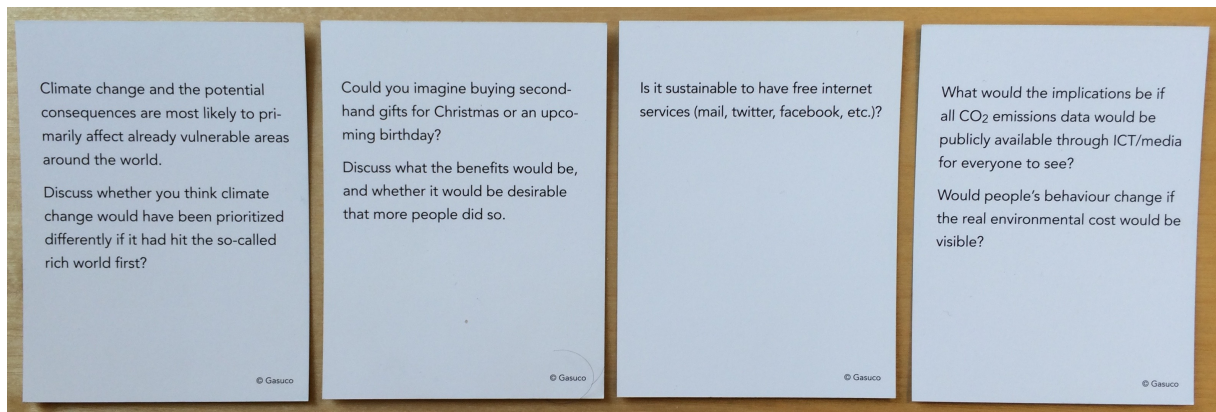 Climate change and the potential
consequences are most likely to pri-
marily affect already vulnerable areas
around the world.
Discuss whether you think climate
change would have been prioritized
differently if it had hit the so-called
rich world first?
© Gasuco
Could you imagine buying second-
hand gifts for Christmas or an upco-
ming birthday?
Discuss what the benefits would be,
and whether it would be desirable
that more people did so.
© Gasuco
Is it sustainable to have free internet
services (mail, twitter, facebook, etc.)?
© Gasuco
What would the implications be if
all CO2 emissions data would be
publicly available through ICT/media
for everyone to see?
Would people's behaviour change if
the real environmental cost would be
visible?
© Gasuco